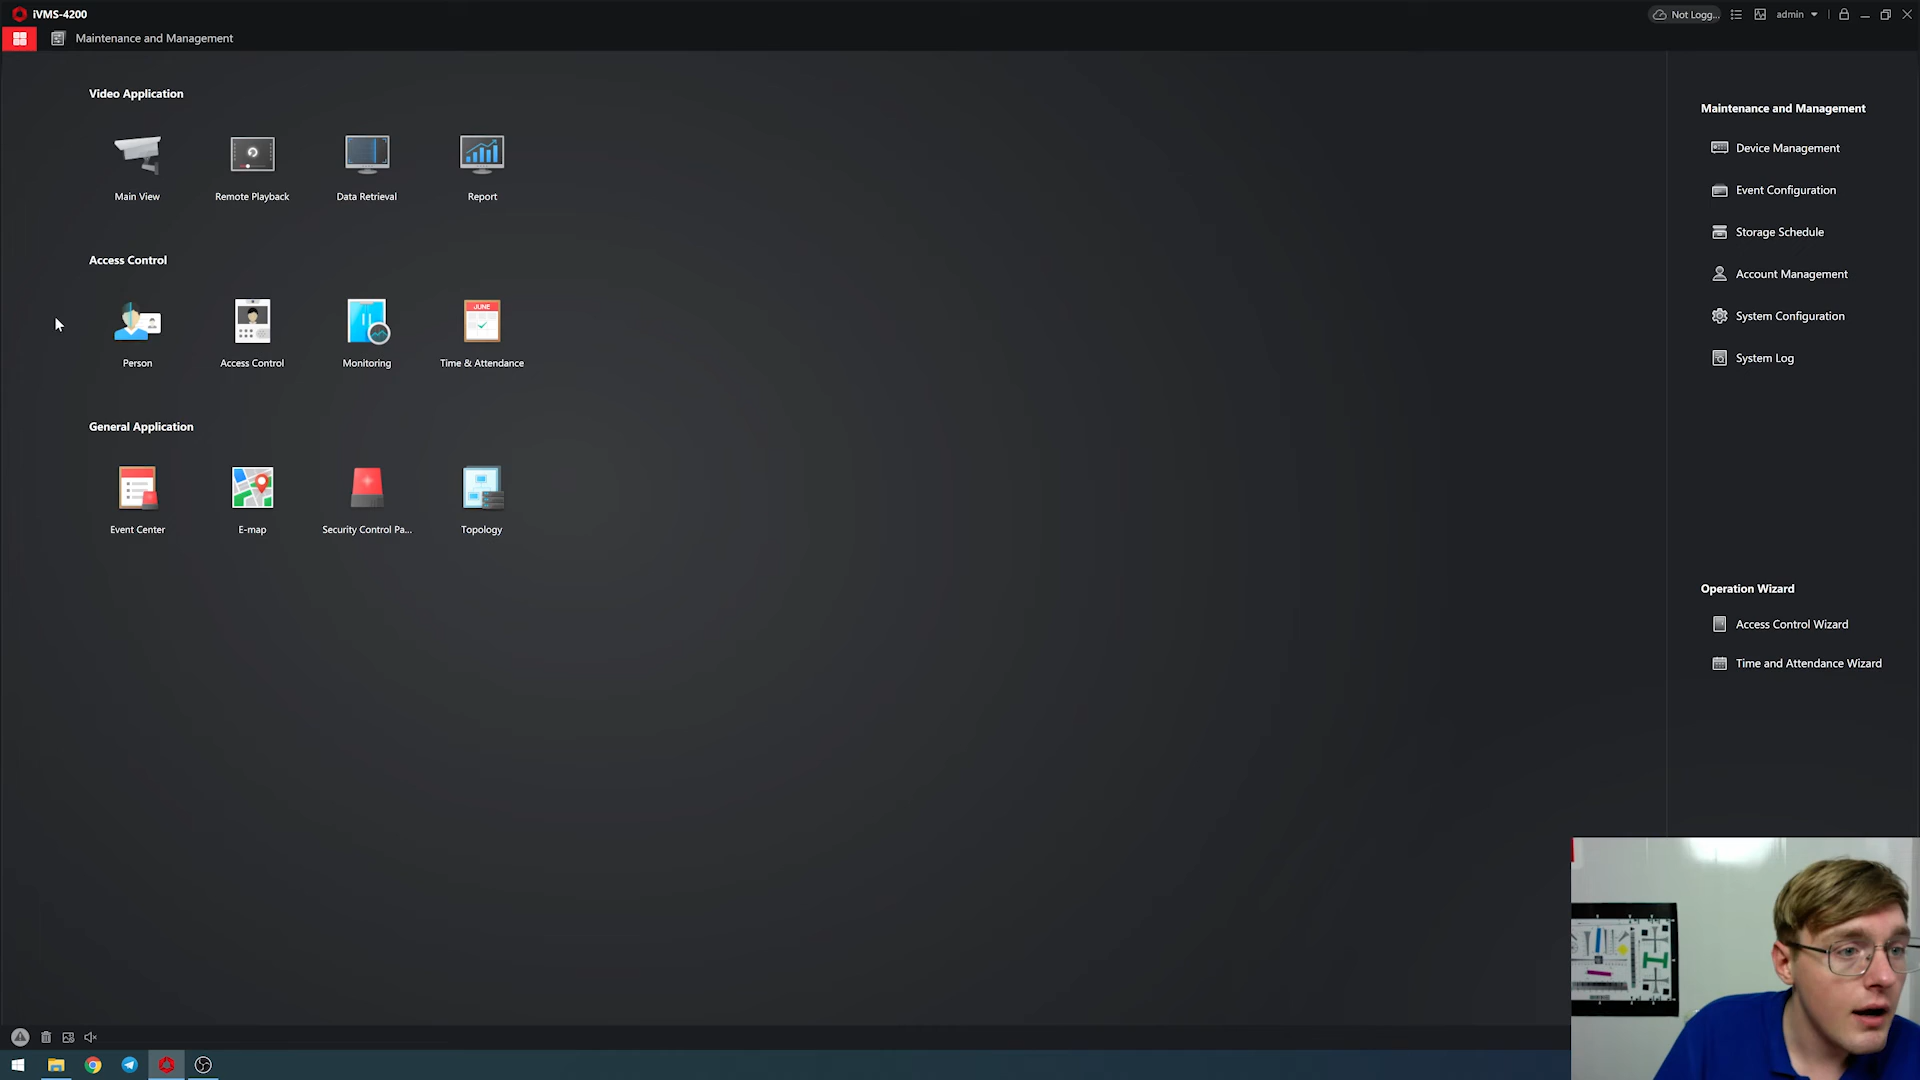 iVMS-4200
Not Logg...
admin
Maintenance and Management
Video Application
Main View
Remote Playback
Data Retrieval
Report
Access Control
JUNE
Person
Access Control
Monitoring
Time & Attendance
General Application
Event Center
E-map
Security Control Pa...
Topology
Maintenance and Management
Device Management
Event Configuration
Storage Schedule
Account Management
System Configuration
System Log
Operation Wizard
Access Control Wizard
Time and Attendance Wizard